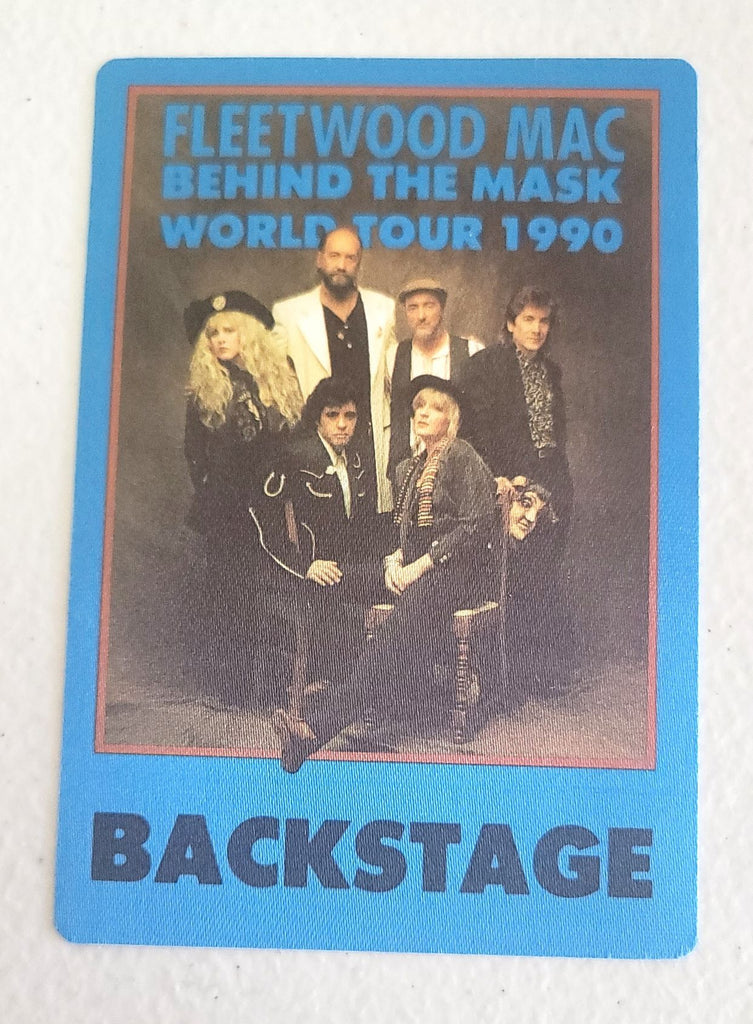 FLEETWOOD MAC
BEHIND THE MASK
WORLD TOUR 1990
BACKSTAGE